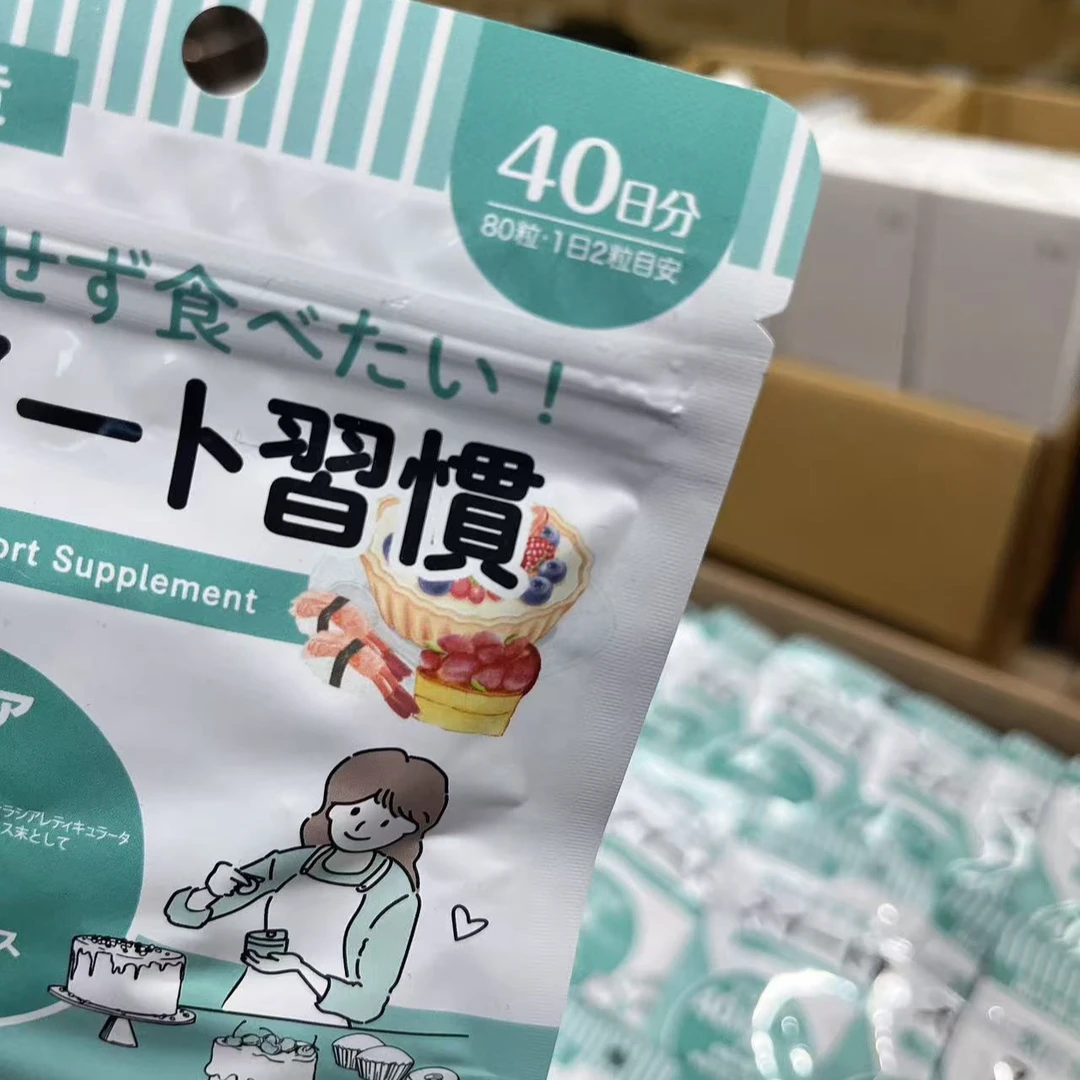 40日分
80粒・1日2粒目安
せず食べたい！
ート習慣
ort Supplement
ア
ラシアレティキュラータ
ス末として
ス